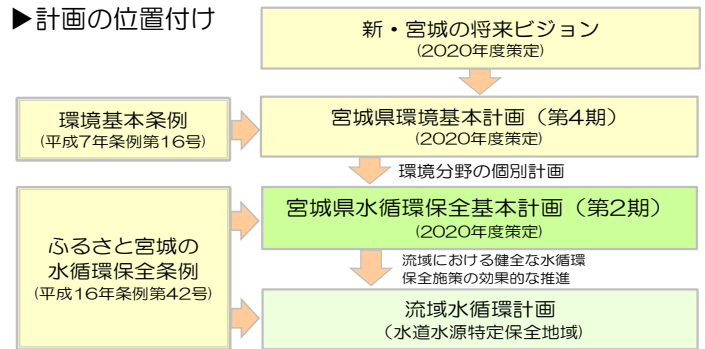 ▶計画の位置付け
新・宮城の将来ビジョン
(2020年度策定)
環境基本条例
(平成7年条例第16号)
宮城県環境基本計画（第4期）
(2020年度策定)
環境分野の個別計画
ふるさと宮城の
水循環保全条例
(平成16年条例第42号)
宮城県水循環保全基本計画（第2期）
(2020年度策定)
流域における健全な水循環
保全施策の効果的な推進
流域水循環計画
（水道水源特定保全地域）